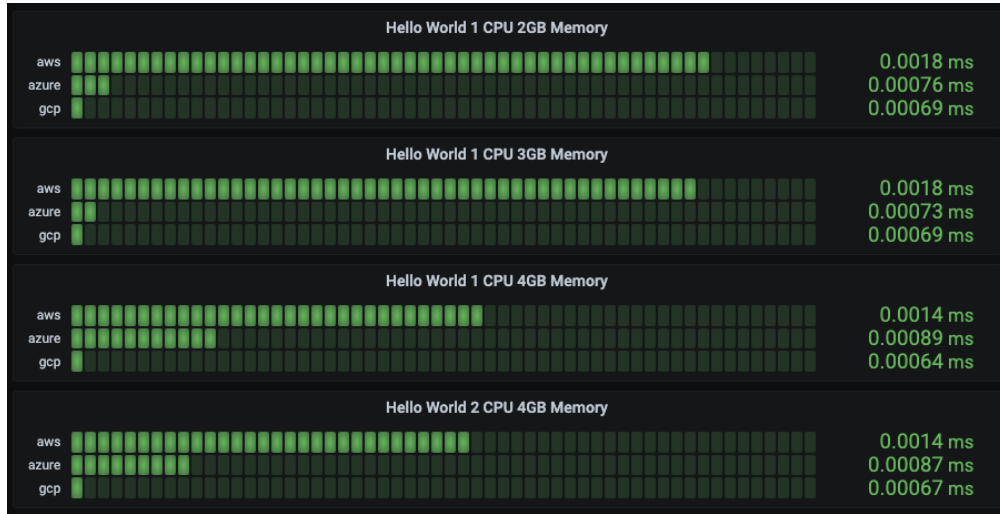 Hello World 1 CPU 2GB Memory
aws 0.0018 ms
azure 0.00076 ms
gcp 0.00069 ms
Hello World 1 CPU 3GB Memory
aws 0.0018 ms
azure 0.00073 ms
gcp 0.00069 ms
Hello World 1 CPU 4GB Memory
aws 0.0014 ms
azure 0.00089 ms
gcp 0.00064 ms
Hello World 2 CPU 4GB Memory
aws 0.0014 ms
azure 0.00087 ms
gcp 0.00067 ms